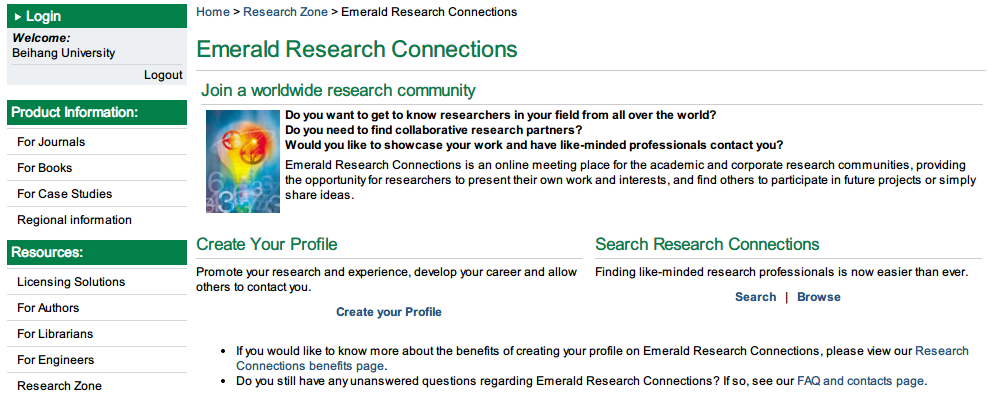 Login
Welcome:
Beihang University
Logout
Product Information:
For Journals
For Books
For Case Studies
Regional information
Resources:
Licensing Solutions
For Authors
For Librarians
For Engineers
Research Zone
Home > Research Zone > Emerald Research Connections
Emerald Research Connections
Join a worldwide research community
Do you want to get to know researchers in your field from all over the world?
Do you need to find collaborative research partners?
Would you like to showcase your work and have like-minded professionals contact you?
Emerald Research Connections is an online meeting place for the academic and corporate research communities, providing
the opportunity for researchers to present their own work and interests, and find others to participate in future projects or simply
share ideas.
Create Your Profile
Promote your research and experience, develop your career and allow
others to contact you.
Create your Profile
Search Research Connections
Finding like-minded research professionals is now easier than ever.
Search | Browse
• If you would like to know more about the benefits of creating your profile on Emerald Research Connections, please view our Research
Connections benefits page.
• Do you still have any unanswered questions regarding Emerald Research Connections? If so, see our FAQ and contacts page.